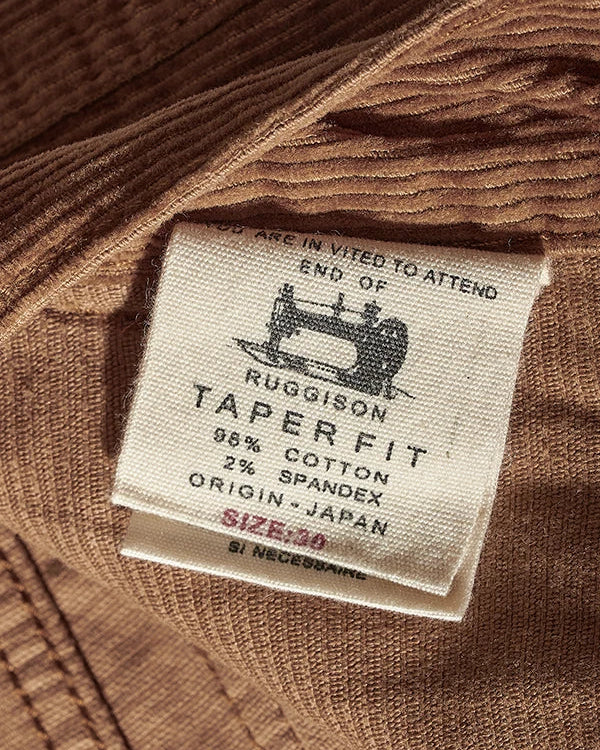 YOU ARE IN VITED TO ATTEND
END OF
RUGGISON
TAPER FIT
98% COTTON
2% SPANDEX
ORIGIN - JAPAN
SIZE:30
SI NECESSAIRE